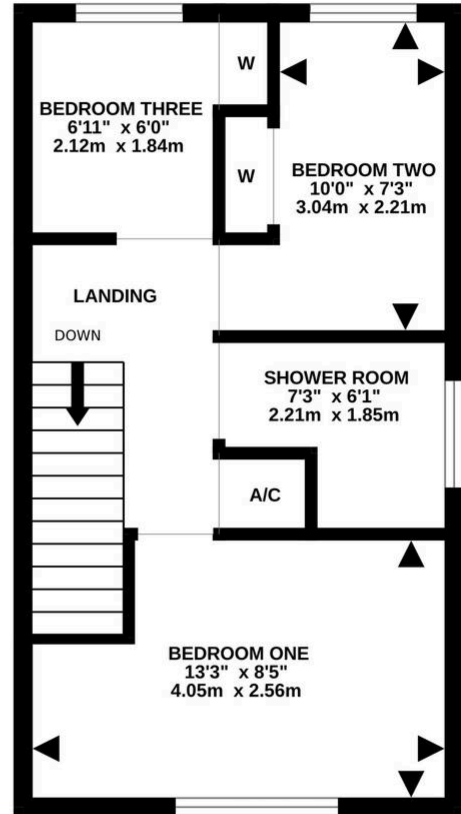 W
BEDROOM THREE
6'11" x 6'0"
2.12m x 1.84m
W
BEDROOM TWO
10'0" x 7'3"
3.04m x 2.21m
LANDING
DOWN
SHOWER ROOM
7'3" x 6'1"
2.21m x 1.85m
A/C
BEDROOM ONE
13'3" x 8'5"
4.05m x 2.56m